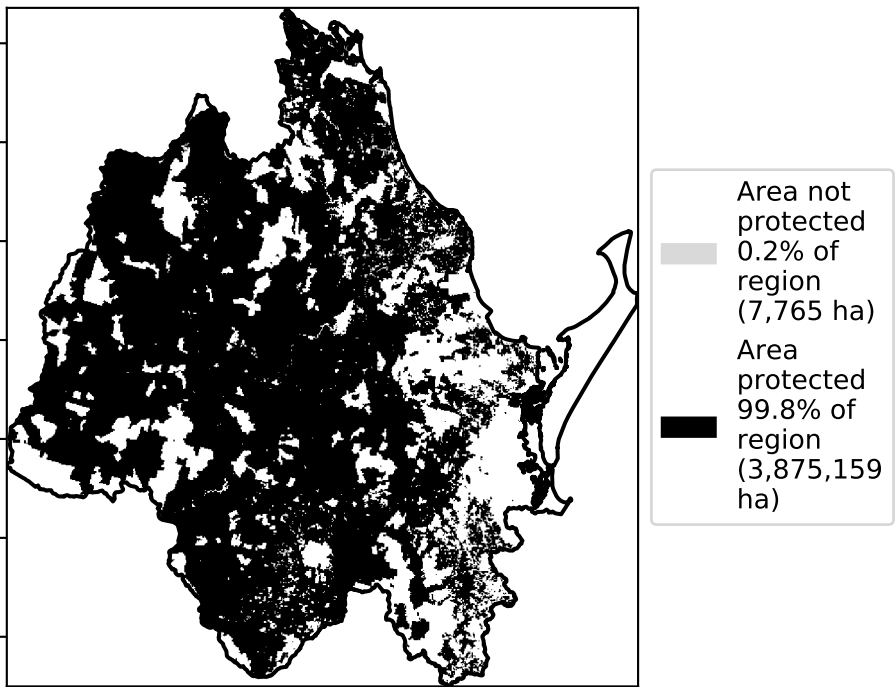 Area not
protected
0.2% of
region
(7,765 ha)
Area
protected
99.8% of
region
(3,875,159
ha)